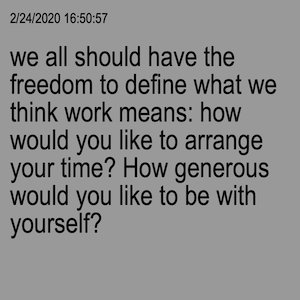 2/24/2020 16:50:57
we all should have the
freedom to define what we
think work means: how
would you like to arrange
your time? How generous
would you like to be with
yourself?